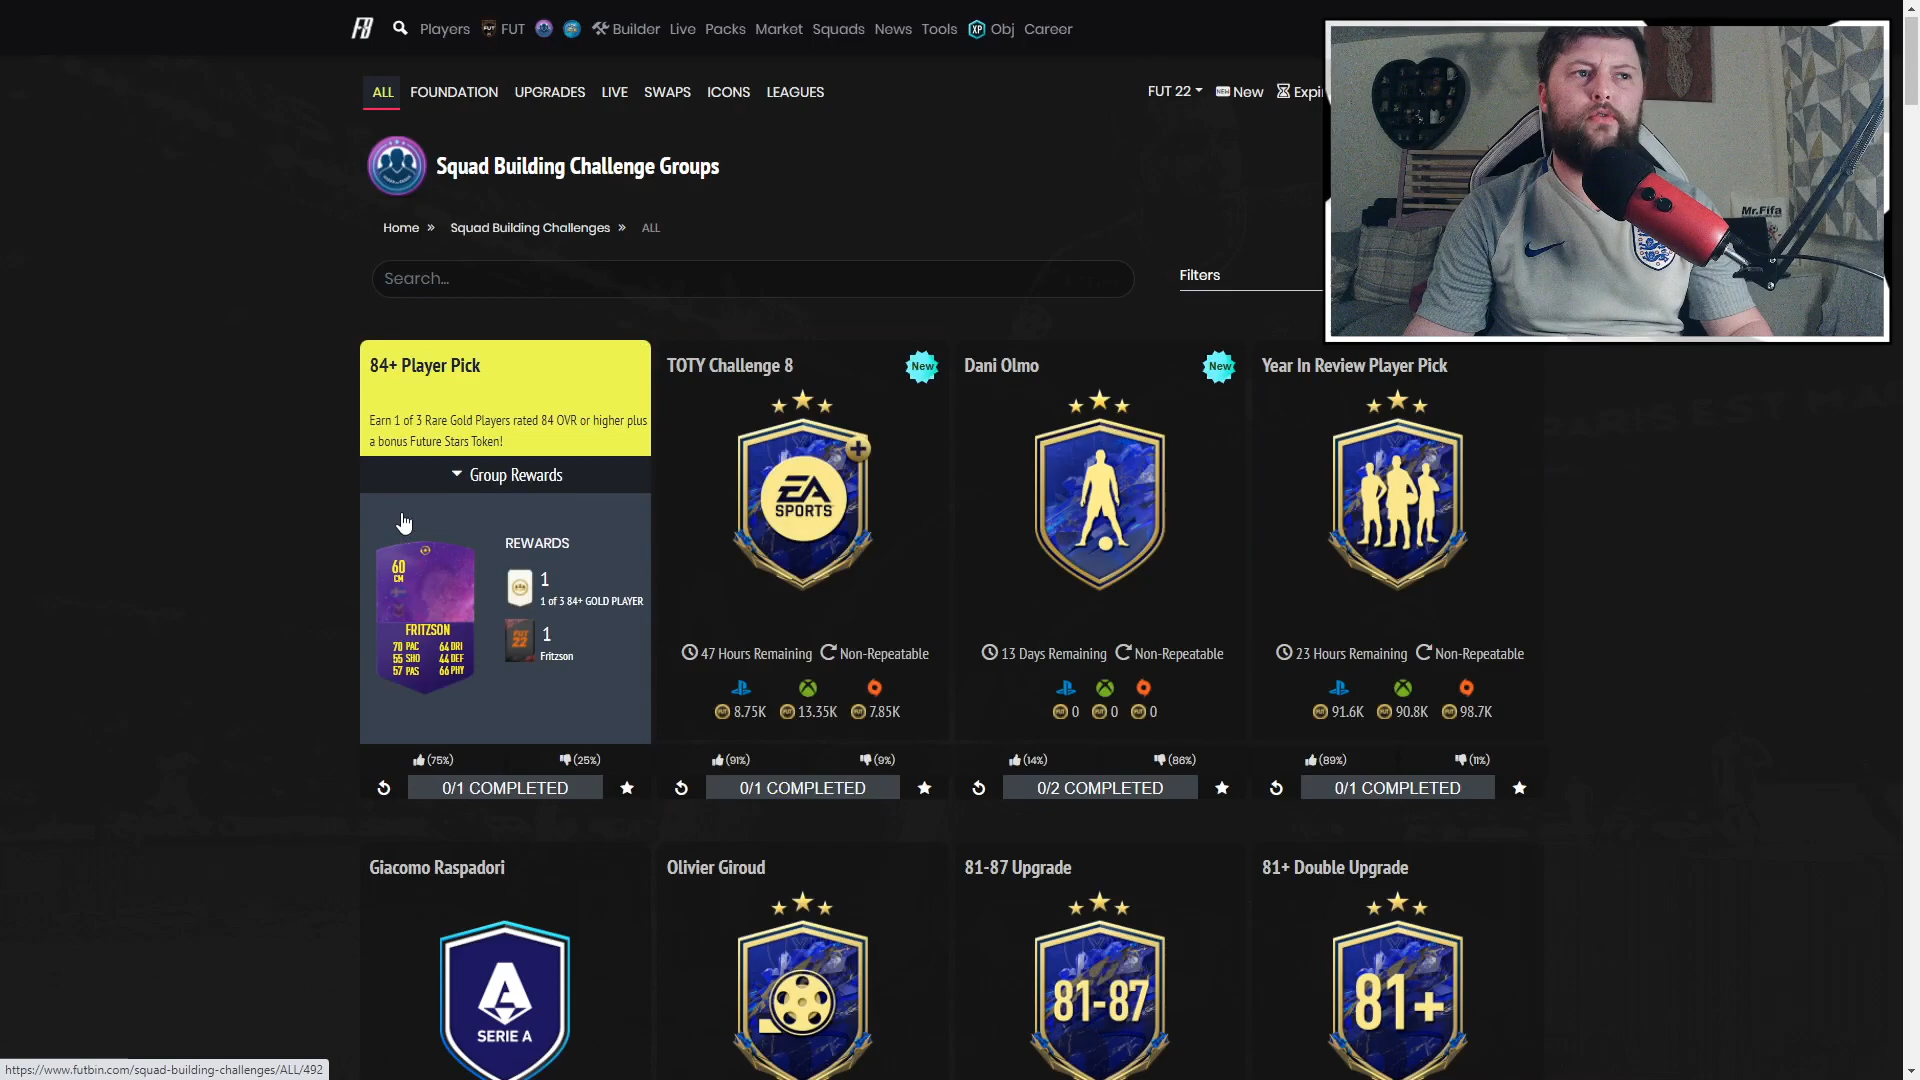 FB Players FUT Builder Live Packs Market Squads News Tools XP Obj Career
ALL FOUNDATION UPGRADES LIVE SWAPS ICONS LEAGUES FUT 22 NEW New Expi
Squad Building Challenge Groups
Home » Squad Building Challenges » ALL
Search...
Filters
Mr.Fifa
84+ Player Pick
Earn 1 of 3 Rare Gold Players rated 84 OVR or higher plus
a bonus Future Stars Token!
Group Rewards
60
CM
FRITZSON
70 PAC 64 DRI
55 SHO 44 DEF
57 PAS 66 PHY
REWARDS
1
1 of 3 84+ GOLD PLAYER
FUT
22
1
Fritzson
(75%) (25%)
0/1 COMPLETED
TOTY Challenge 8
New
EA
SPORTS
47 Hours Remaining Non-Repeatable
8.75K 13.35K 7.85K
(91%) (9%)
0/1 COMPLETED
Dani Olmo
New
13 Days Remaining Non-Repeatable
0 0 0
(14%) (86%)
0/2 COMPLETED
Year In Review Player Pick
23 Hours Remaining Non-Repeatable
91.6K 90.8K 98.7K
(89%) (11%)
0/1 COMPLETED
Giacomo Raspadori
SERIE A
Olivier Giroud
81-87 Upgrade
81-87
81+ Double Upgrade
81+
https://www.futbin.com/squad-building-challenges/ALL/492